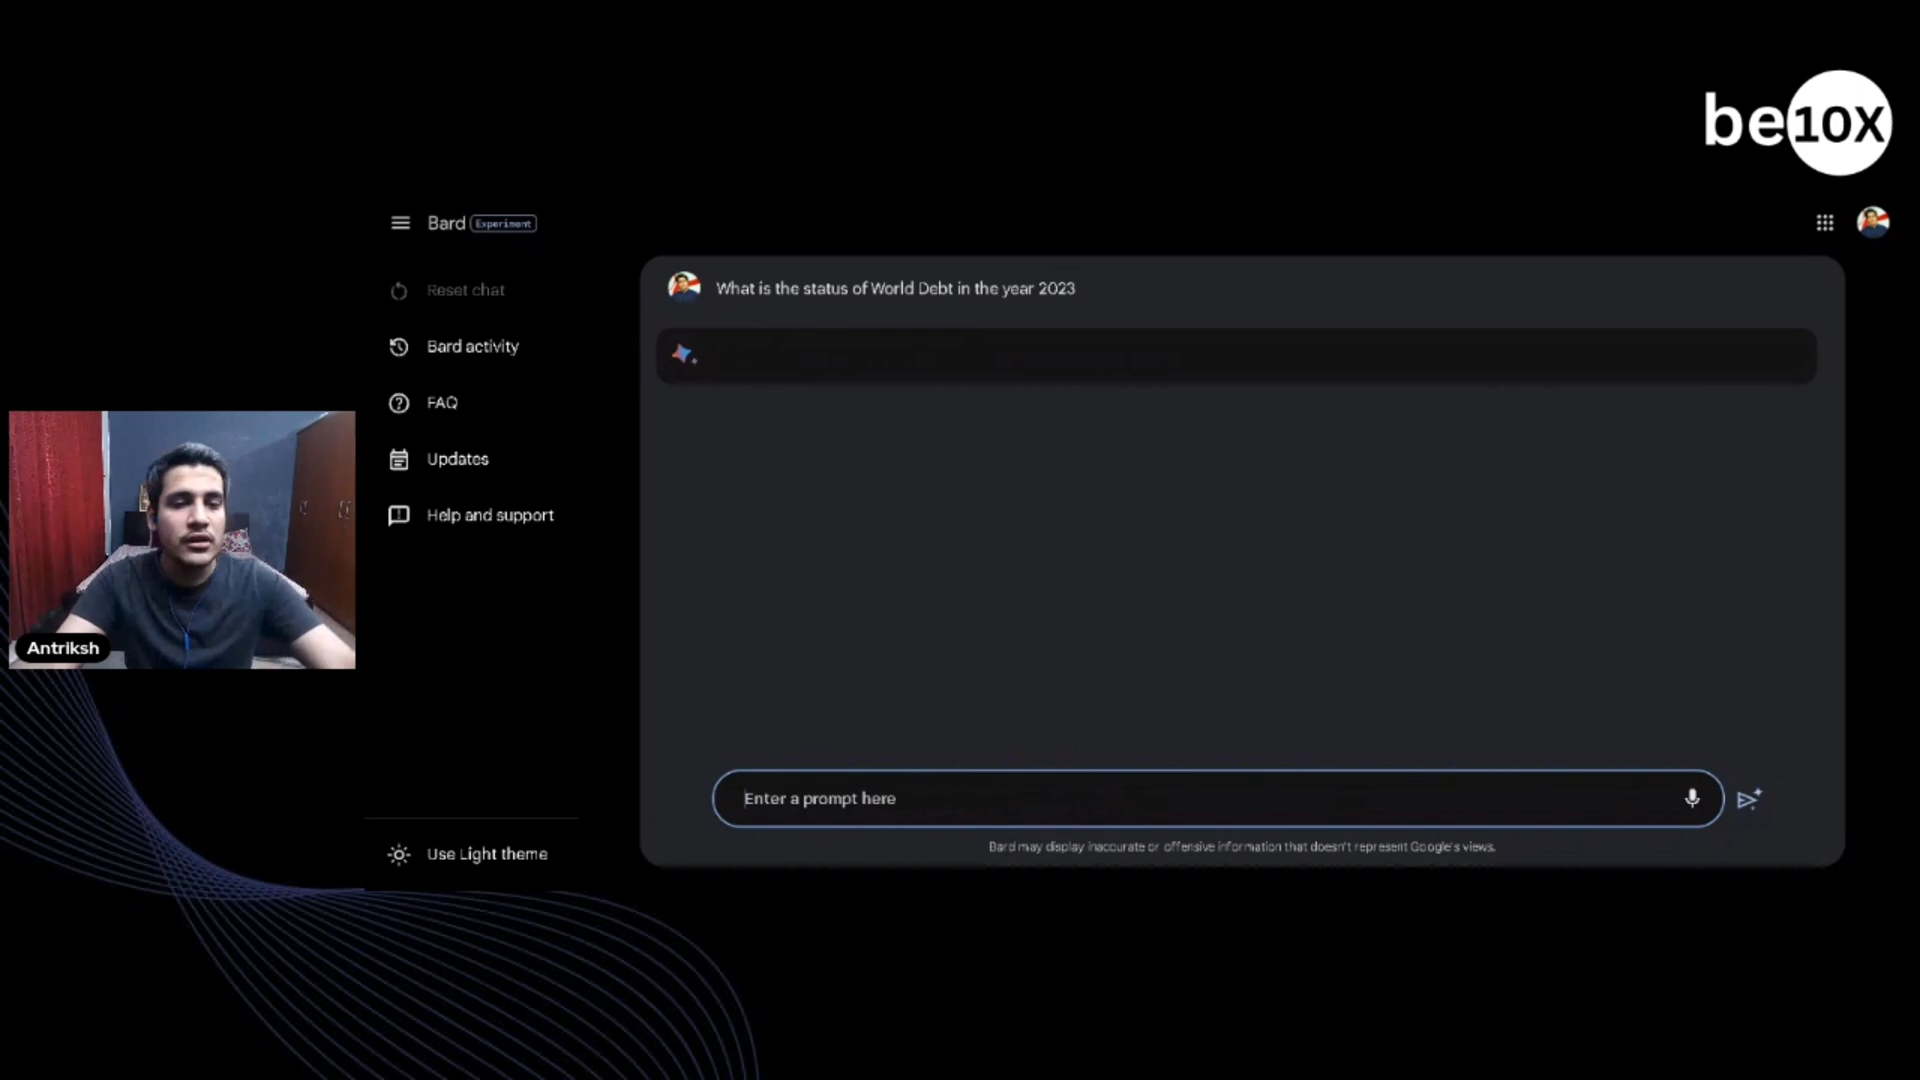 be10X
Bard Experiment
Reset chat
Bard activity
FAQ
Updates
Help and support
Use Light theme
What is the status of World Debt in the year 2023
Enter a prompt here
Bard may display inaccurate or offensive information that doesn't represent Google's views.
Antriksh